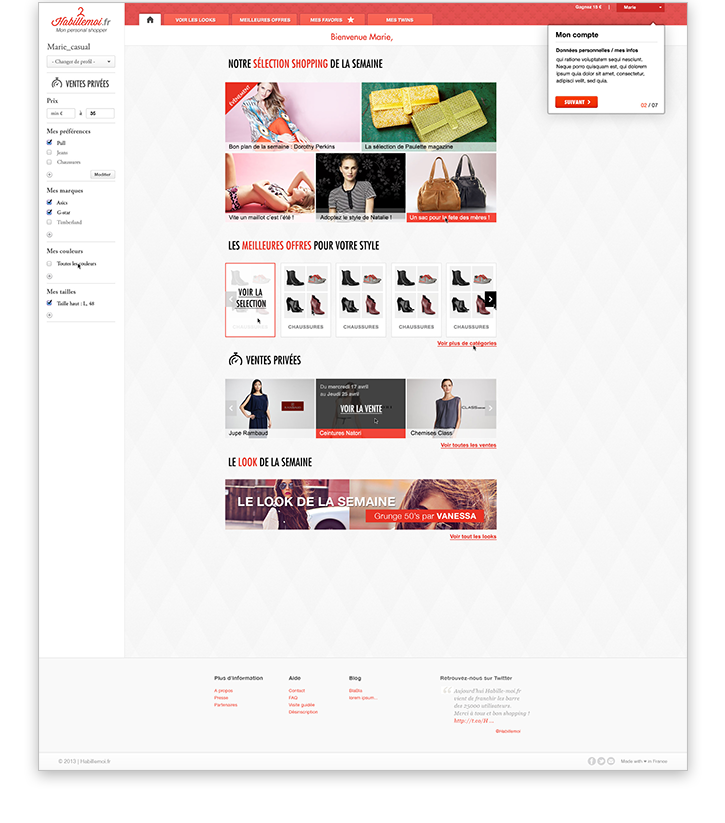 Habillemoi.fr
Mon personal shopper
VOIR LES LOOKS
MEILLEURES OFFRES
MES FAVORIS
MES TWINS
Gagnez 15 €
Marie
Bienvenue Marie,
Mon compte
Données personnelles / mes infos
qui ratione voluptatem sequi nesciunt.
Neque porro quisquam est, qui dolorem
ipsum quia dolor sit amet, consectetur,
adipisci velit, sed quia.
SUIVANT
02 / 07
Marie_casual
- Changer de profil -
VENTES PRIVÉES
Prix
min € à 35
Mes préférences
Pull
Jeans
Chaussures
Modifier
Mes marques
Asics
G-star
Timberland
Mes couleurs
Toutes les couleurs
Mes tailles
Taille haut : L, 48
NOTRE SÉLECTION SHOPPING DE LA SEMAINE
Bon plan de la semaine : Dorothy Perkins
La sélection de Paulette magazine
Vite un maillot c'est l'été !
Adoptez le style de Natalie !
Un sac pour la fete des mères !
LES MEILLEURES OFFRES POUR VOTRE STYLE
VOIR LA
SELECTION
CHAUSSURES
CHAUSSURES
CHAUSSURES
CHAUSSURES
CHAUSSURES
Voir plus de catégories
VENTES PRIVÉES
Jupe Rambaud
Du mercredi 17 avril
au Jeudi 25 avril
VOIR LA VENTE
Ceintures Natori
CLASS
Chemises Class
Voir toutes les ventes
LE LOOK DE LA SEMAINE
LE LOOK DE LA SEMAINE
Grunge 50's par VANESSA
Voir tout les looks
Plus d'information
A propos
Presse
Partenaires
Aide
Contact
FAQ
Visite guidée
Désinscription
Blog
BlaBla
lorem ipsum...
Retrouvez-nous sur Twitter
Aujourd'hui Habille-moi.fr
vient de franchir les barre
des 25000 utilisateurs.
Merci à tous et bon shopping !
http://t.co/H ...
© 2013 | Habillemoi.fr
Made with ♥ in France